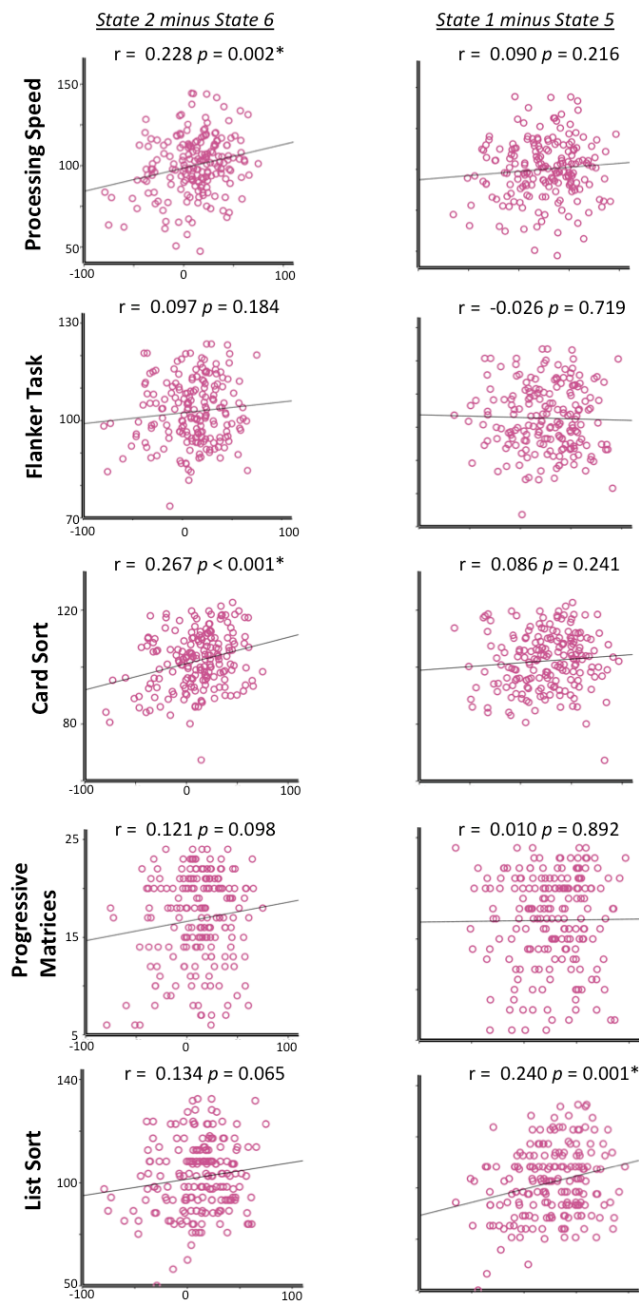 State 2 minus State 6
State 1 minus State 5
r = 0.228 p = 0.002*
r = 0.090 p = 0.216
Processing Speed
150
100
50
-100
0
100
r = 0.097 p = 0.184
r = -0.026 p = 0.719
Flanker Task
130
100
70
-100
0
100
r = 0.267 p < 0.001*
r = 0.086 p = 0.241
Card Sort
120
80
-100
0
100
r = 0.121 p = 0.098
r = 0.010 p = 0.892
Progressive
Matrices
25
15
5
-100
0
100
r = 0.134 p = 0.065
r = 0.240 p = 0.001*
List Sort
140
100
50
-100
0
100